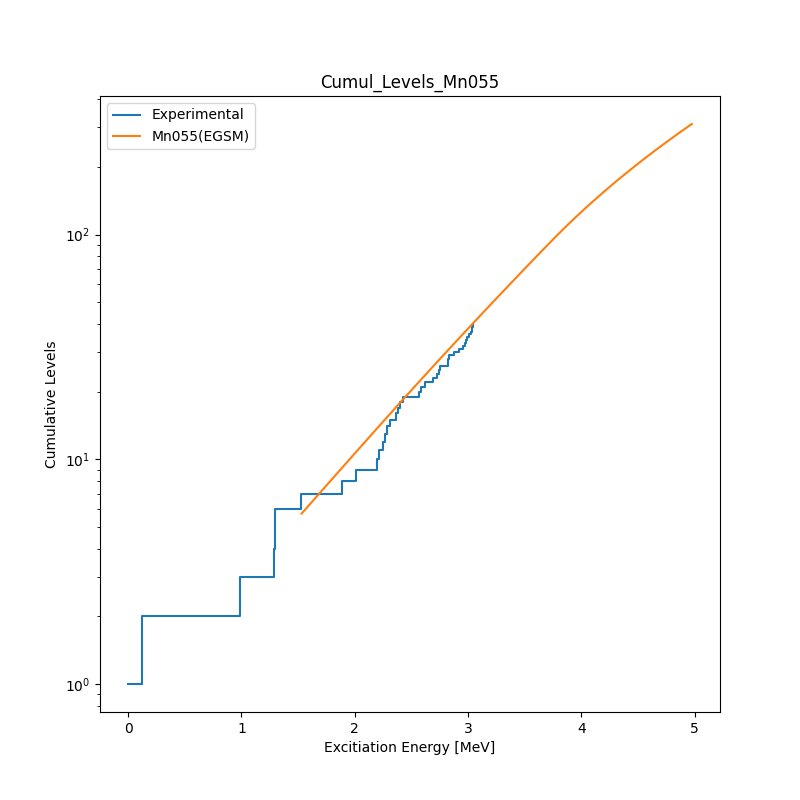 Cumul_Levels_Mn055
Experimental
Mn055(EGSM)
Cumulative Levels
10²
10¹
10⁰
0 1 2 3 4 5
Excitiation Energy [MeV]